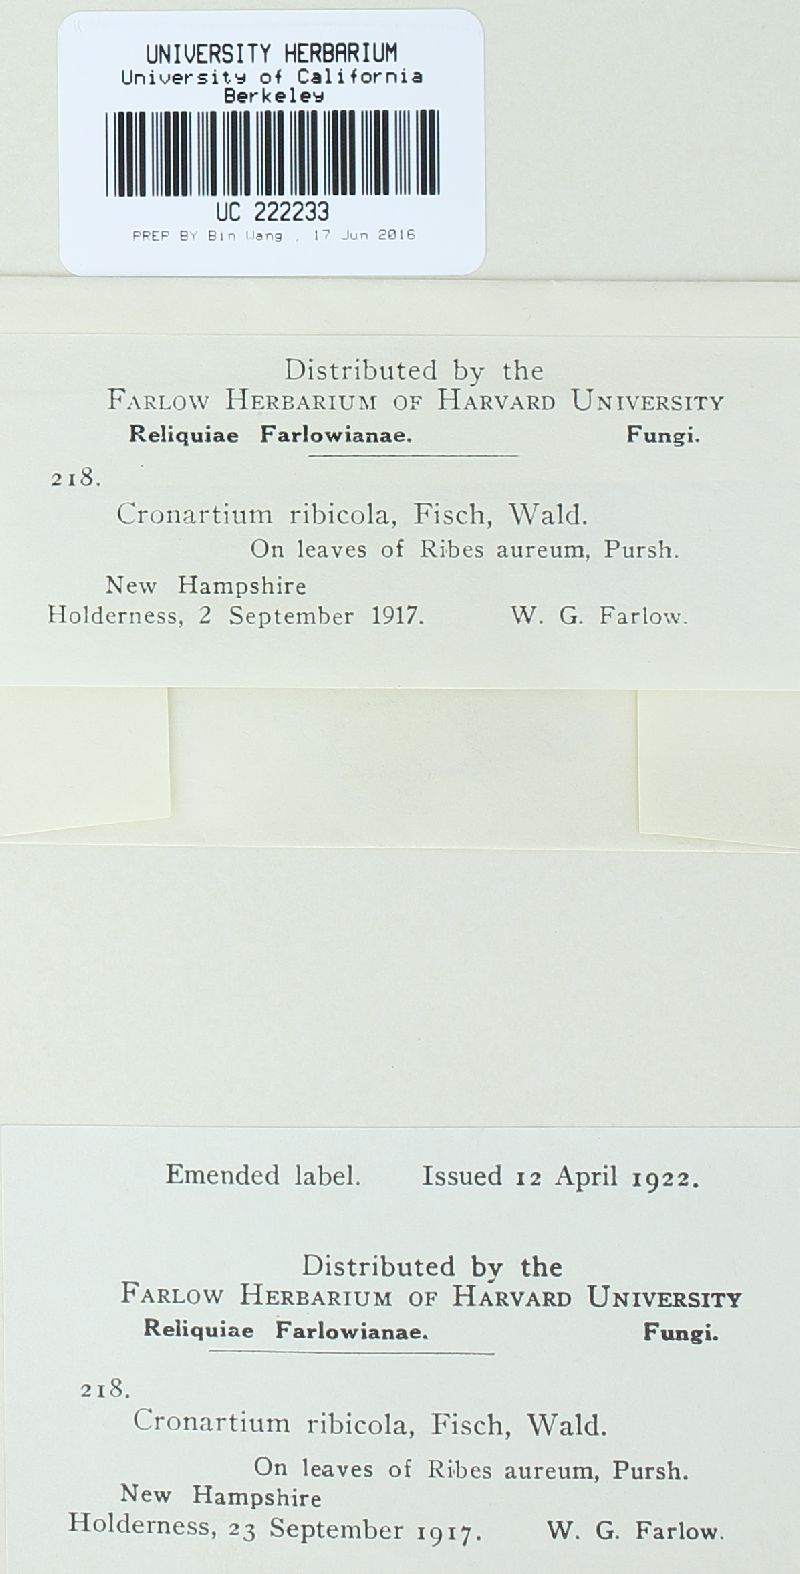 UNIVERSITY HERBARIUM
University of California
Berkeley
UC 222233
PREP BY Bin Wang , 17 Jun 2016
Distributed by the
FARLOW HERBARIUM OF HARVARD UNIVERSITY
Reliquiae Farlowianae. Fungi.
218.
Cronartium ribicola, Fisch, Wald.
On leaves of Ribes aureum, Pursh.
New Hampshire
Holderness, 2 September 1917. W. G. Farlow.
Emended label. Issued 12 April 1922.
Distributed by the
FARLOW HERBARIUM OF HARVARD UNIVERSITY
Reliquiae Farlowianae. Fungi.
218.
Cronartium ribicola, Fisch, Wald.
On leaves of Ribes aureum, Pursh.
New Hampshire
Holderness, 23 September 1917. W. G. Farlow.